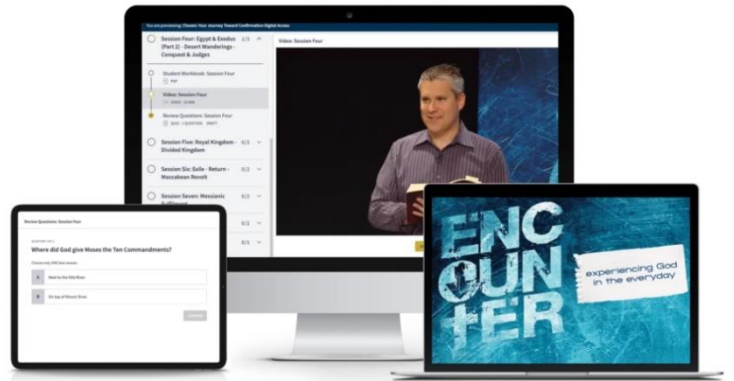 You are previewing: Chosen: Your Journey Toward Confirmation Digital Access
Session Four: Egypt & Exodus
(Part 2) - Desert Wanderings -
Conquest & Judges
Student Workbook: Session Four
PDF
Video: Session Four
Review Questions: Session Four
QUIZ · 1 QUESTION
Session Five: Royal Kingdom -
Divided Kingdom
Session Six: Exile - Return -
Maccabean Revolt
Session Seven: Messianic
Video: Session Four
Review Questions: Session Four
Where did God give Moses the Ten Commandments?
A Next to the Nile River
B On top of Mount Sinai
ENC
OUN
TER
experiencing God
in the everyday